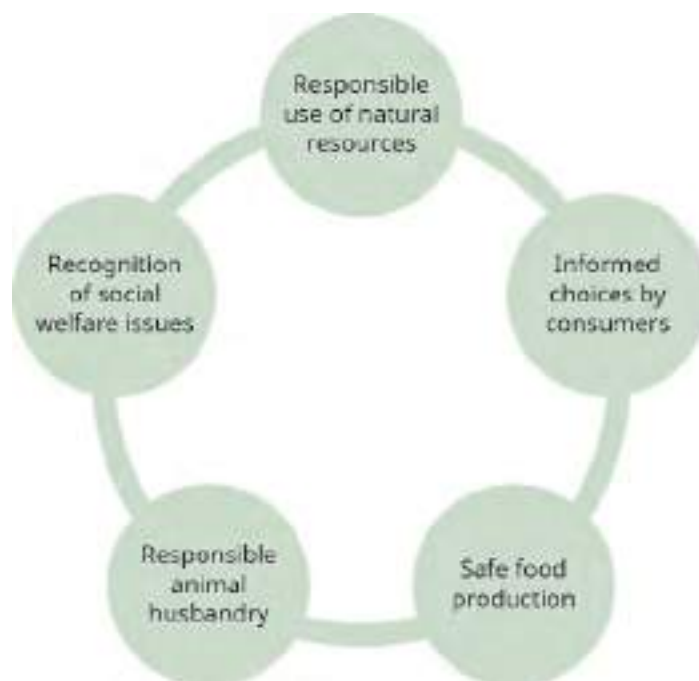 Responsible
use of natural
resources
Informed
choices by
consumers
Safe food
production
Responsible
animal
husbandry
Recognition
of social
welfare issues